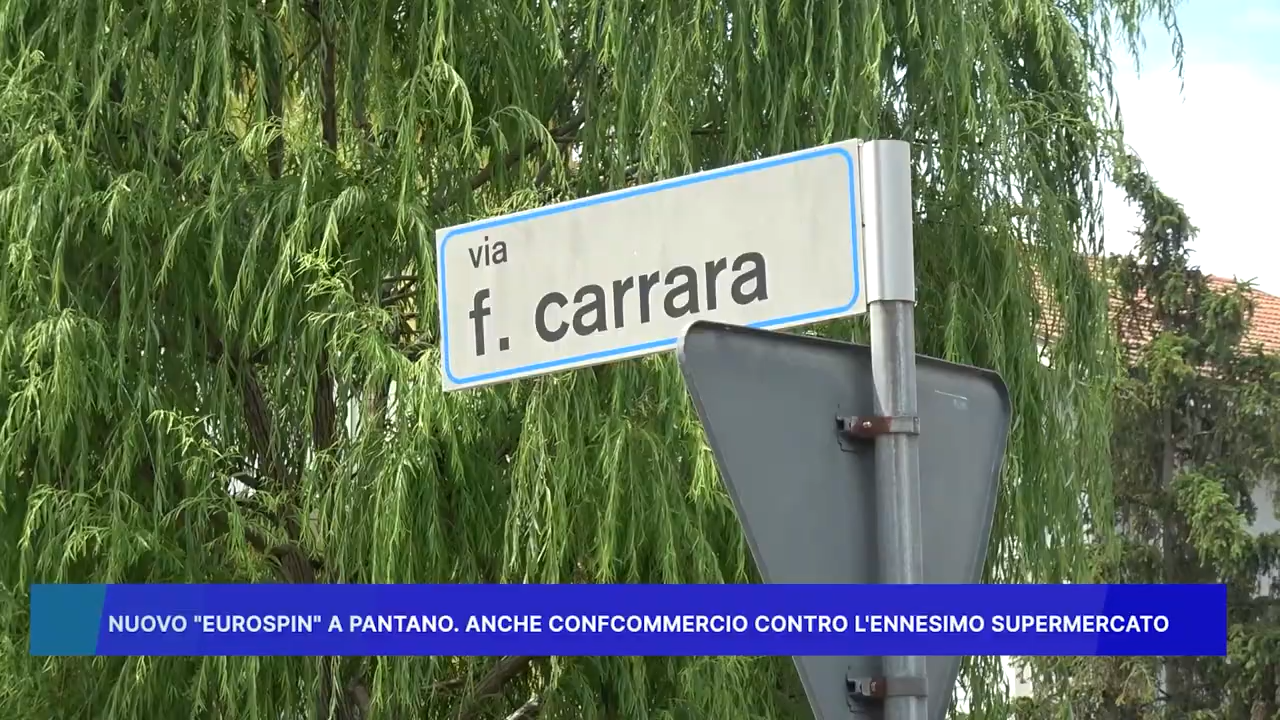 via
f. carrara
NUOVO "EUROSPIN" A PANTANO. ANCHE CONFCOMMERCIO CONTRO L'ENNESIMO SUPERMERCATO